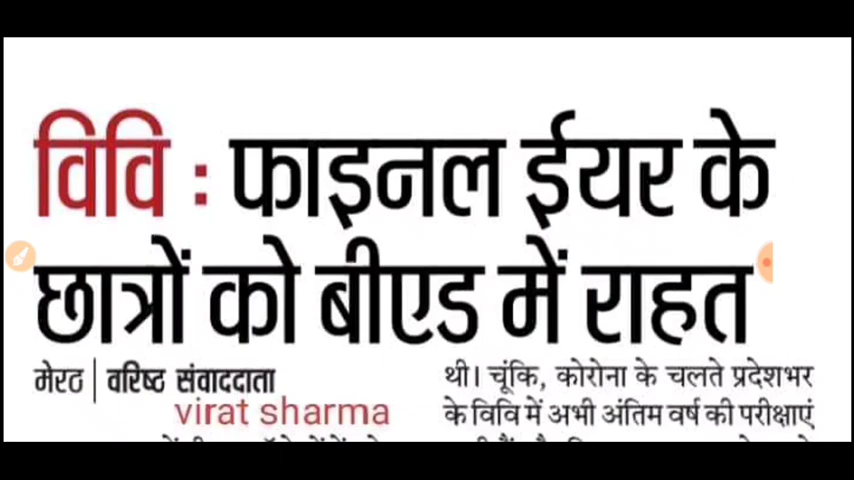 विवि : फाइनल ईयर के
छात्रों को बीएड में राहत
मेरठ | वरिष्ठ संवाददाता
virat sharma
थी। चूंकि, कोरोना के चलते प्रदेशभर
के विवि में अभी अंतिम वर्ष की परीक्षाएं